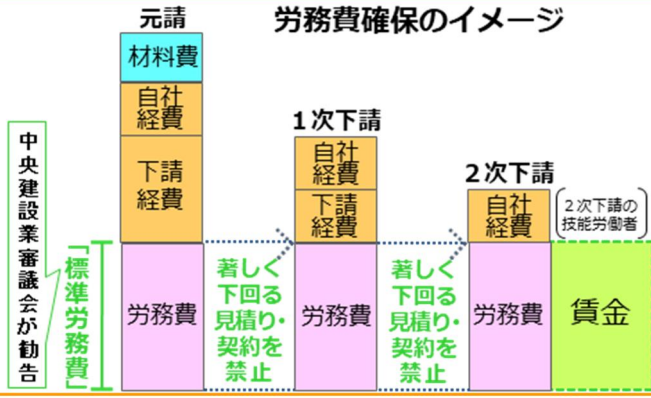 労務費確保のイメージ
元請
材料費
自社
経費
下請
経費
労務費
中央建設業審議会が勧告
「標準労務費」
著しく
下回る
見積り・
契約を
禁止
1次下請
自社
経費
下請
経費
労務費
著しく
下回る
見積り・
契約を
禁止
2次下請
自社
経費
労務費
2次下請の
技能労働者
賃金